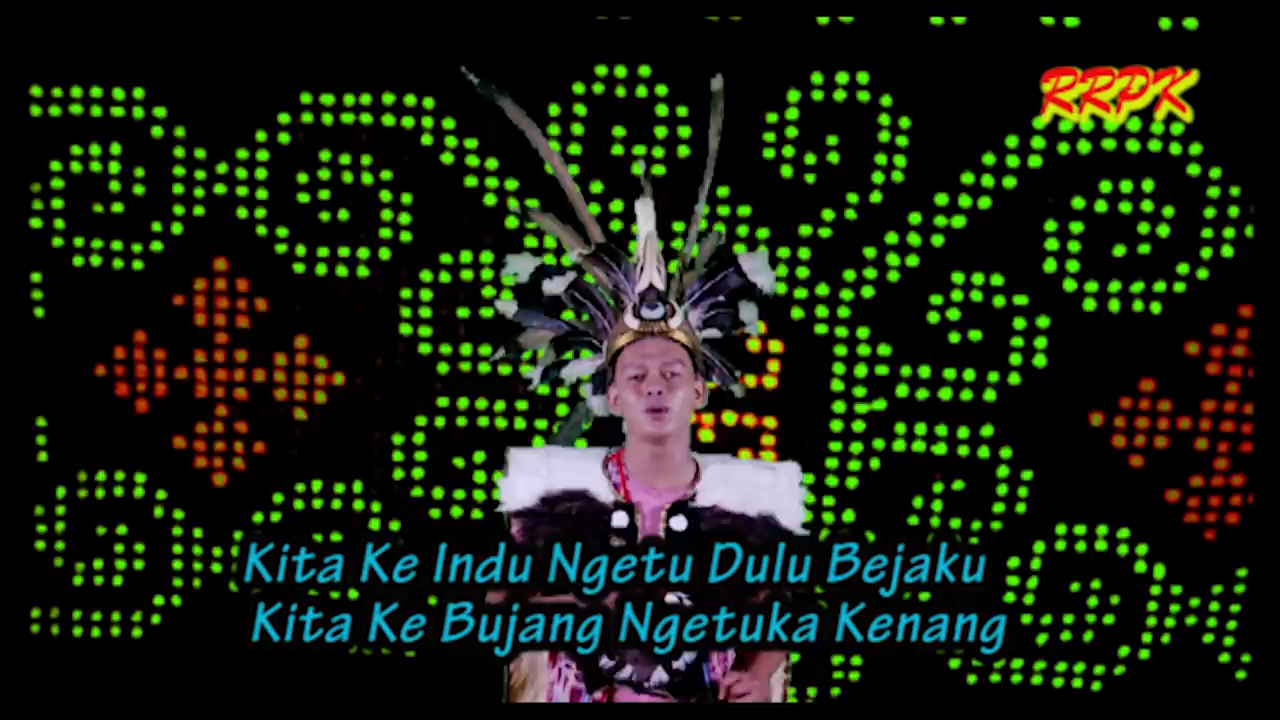 RRPK
Kita Ke Indu Ngetu Dulu Bejaku
Kita Ke Bujang Ngetuka Kenang